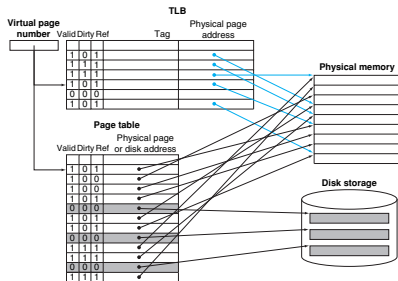 TLB
Virtual page
number
Valid Dirty Ref
Tag
Physical page
address
1 0 1
1 1 1
1 1 1
1 0 1
0 0 0
1 0 1
Physical memory
Page table
Physical page
Valid Dirty Ref or disk address
1 0 1
1 0 0
1 0 0
1 0 1
0 0 0
1 0 1
1 0 1
0 0 0
1 1 1
1 1 1
0 0 0
1 1 1
Disk storage